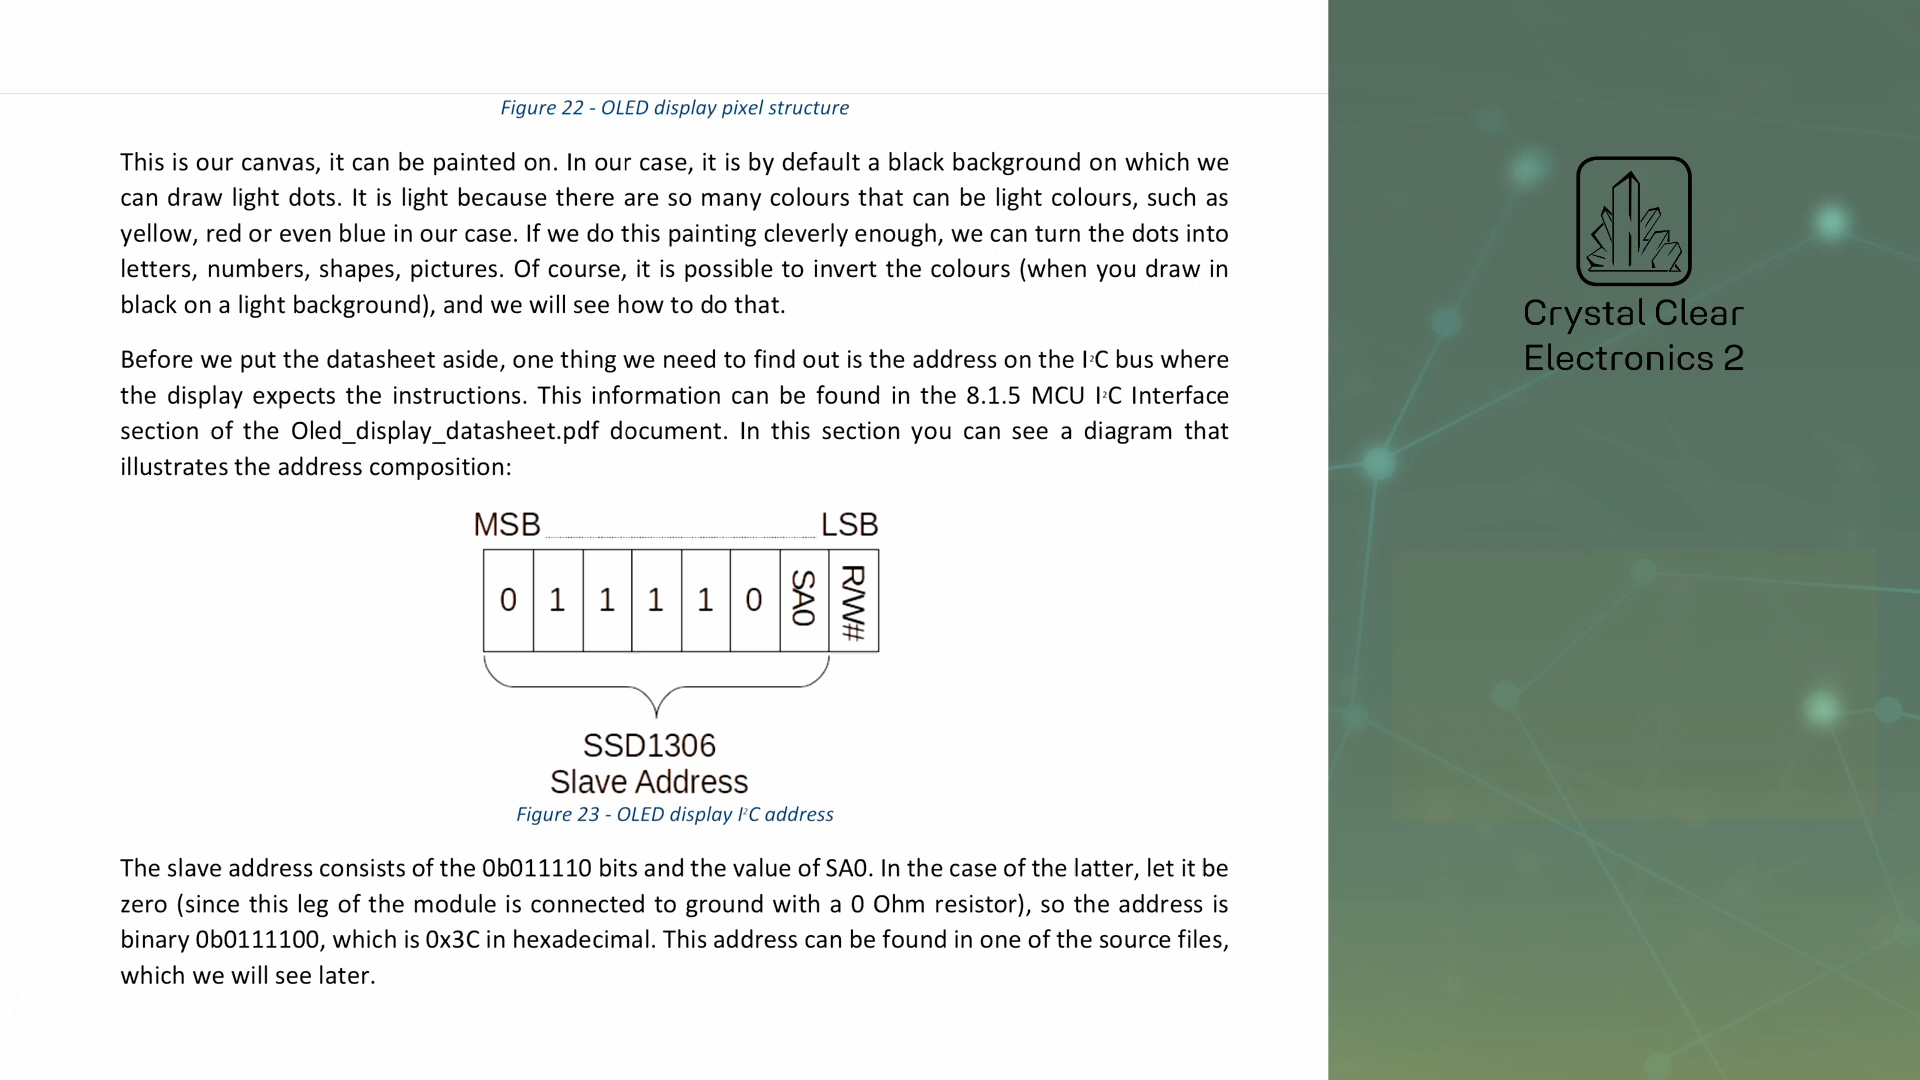 Figure 22 - OLED display pixel structure
This is our canvas, it can be painted on. In our case, it is by default a black background on which we
can draw light dots. It is light because there are so many colours that can be light colours, such as
yellow, red or even blue in our case. If we do this painting cleverly enough, we can turn the dots into
letters, numbers, shapes, pictures. Of course, it is possible to invert the colours (when you draw in
black on a light background), and we will see how to do that.
Before we put the datasheet aside, one thing we need to find out is the address on the I²C bus where
the display expects the instructions. This information can be found in the 8.1.5 MCU I²C Interface
section of the Oled_display_datasheet.pdf document. In this section you can see a diagram that
illustrates the address composition:
MSB LSB
0 1 1 1 1 0 SA0 R/W#
SSD1306
Slave Address
Figure 23 - OLED display I²C address
The slave address consists of the 0b011110 bits and the value of SA0. In the case of the latter, let it be
zero (since this leg of the module is connected to ground with a 0 Ohm resistor), so the address is
binary 0b0111100, which is 0x3C in hexadecimal. This address can be found in one of the source files,
which we will see later.
Crystal Clear
Electronics 2